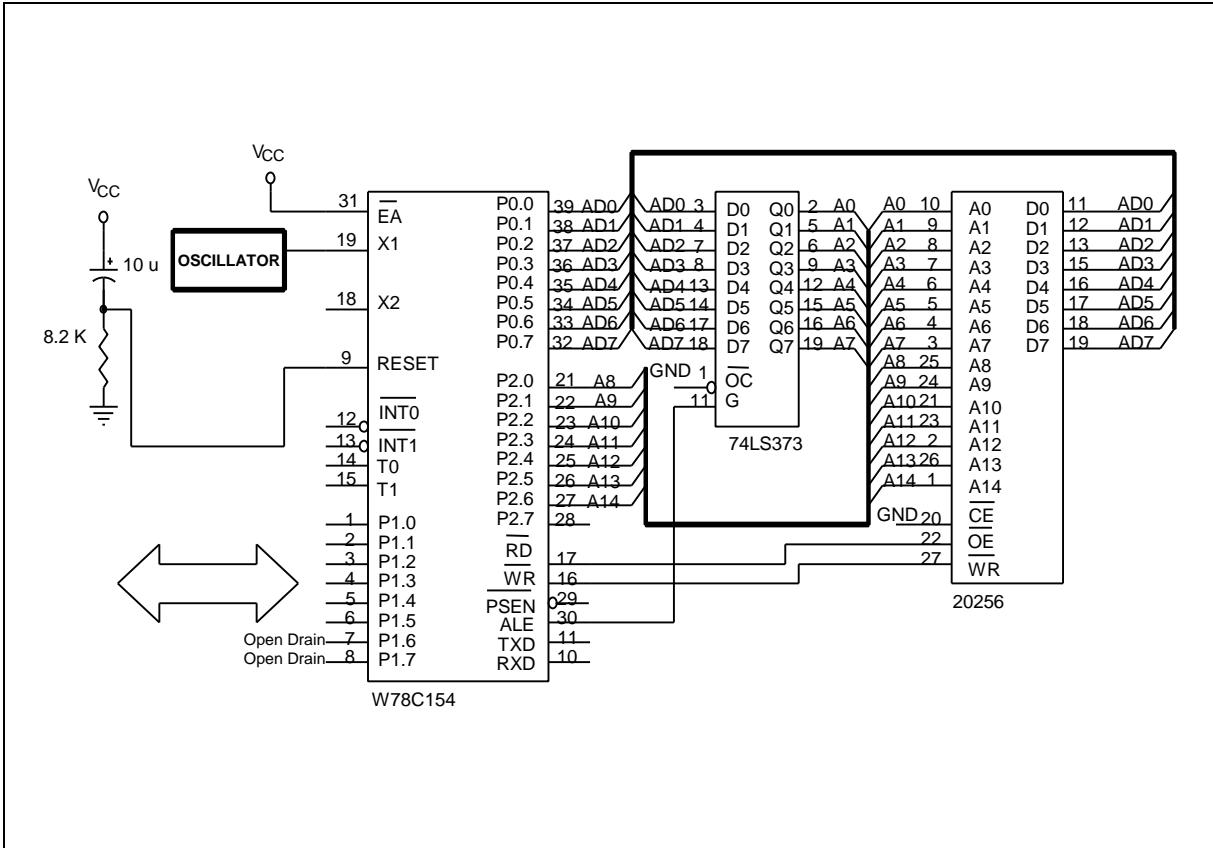 VCC
VCC
10 u
8.2 K
OSCILLATOR
31 EA
19 X1
18 X2
9 RESET
12 INT0
13 INT1
14 T0
15 T1
1 P1.0
2 P1.1
3 P1.2
4 P1.3
5 P1.4
6 P1.5
Open Drain 7 P1.6
Open Drain 8 P1.7
P0.0 39 AD0
P0.1 38 AD1
P0.2 37 AD2
P0.3 36 AD3
P0.4 35 AD4
P0.5 34 AD5
P0.6 33 AD6
P0.7 32 AD7
P2.0 21 A8
P2.1 22 A9
P2.2 23 A10
P2.3 24 A11
P2.4 25 A12
P2.5 26 A13
P2.6 27 A14
P2.7 28
RD 17
WR 16
PSEN 29
ALE 30
TXD 11
RXD 10
W78C154
AD0 3 D0 Q0 2 A0
AD1 4 D1 Q1 5 A1
AD2 7 D2 Q2 6 A2
AD3 8 D3 Q3 9 A3
AD4 13 D4 Q4 12 A4
AD5 14 D5 Q5 15 A5
AD6 17 D6 Q6 16 A6
AD7 18 D7 Q7 19 A7
GND 1 OC
11 G
74LS373
A0 10 A0 D0 11 AD0
A1 9 A1 D1 12 AD1
A2 8 A2 D2 13 AD2
A3 7 A3 D3 15 AD3
A4 6 A4 D4 16 AD4
A5 5 A5 D5 17 AD5
A6 4 A6 D6 18 AD6
A7 3 A7 D7 19 AD7
A8 25 A8
A9 24 A9
A10 21 A10
A11 23 A11
A12 2 A12
A13 26 A13
A14 1 A14
GND 20 CE
22 OE
27 WR
20256